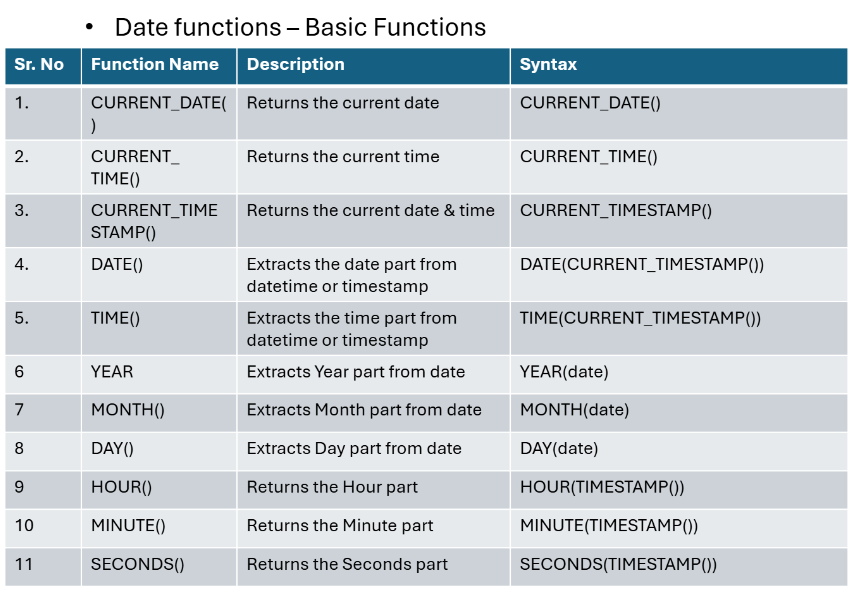 • Date functions – Basic Functions
Sr. No Function Name Description Syntax
1. CURRENT_DATE( Returns the current date CURRENT_DATE()
)
2. CURRENT_ Returns the current time CURRENT_TIME()
TIME()
3. CURRENT_TIME Returns the current date & time CURRENT_TIMESTAMP()
STAMP()
4. DATE() Extracts the date part from DATE(CURRENT_TIMESTAMP())
datetime or timestamp
5. TIME() Extracts the time part from TIME(CURRENT_TIMESTAMP())
datetime or timestamp
6 YEAR Extracts Year part from date YEAR(date)
7 MONTH() Extracts Month part from date MONTH(date)
8 DAY() Extracts Day part from date DAY(date)
9 HOUR() Returns the Hour part HOUR(TIMESTAMP())
10 MINUTE() Returns the Minute part MINUTE(TIMESTAMP())
11 SECONDS() Returns the Seconds part SECONDS(TIMESTAMP())